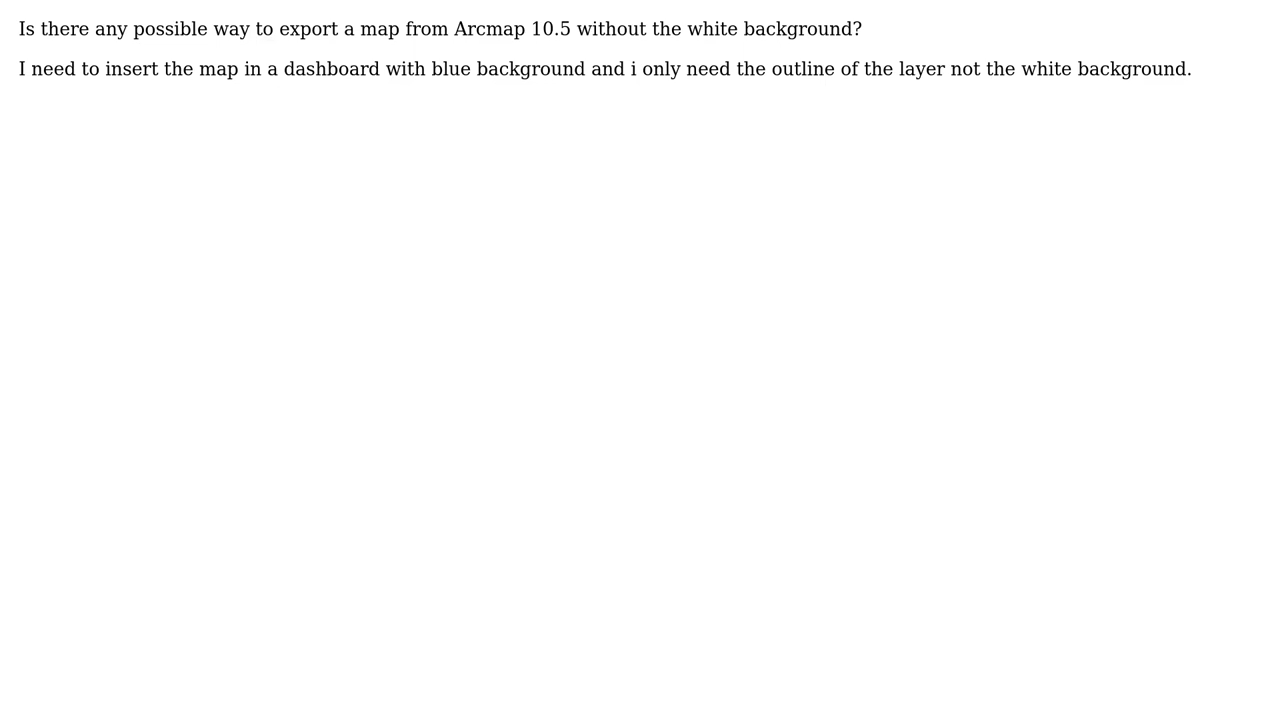 Is there any possible way to export a map from Arcmap 10.5 without the white background?
I need to insert the map in a dashboard with blue background and i only need the outline of the layer not the white background.